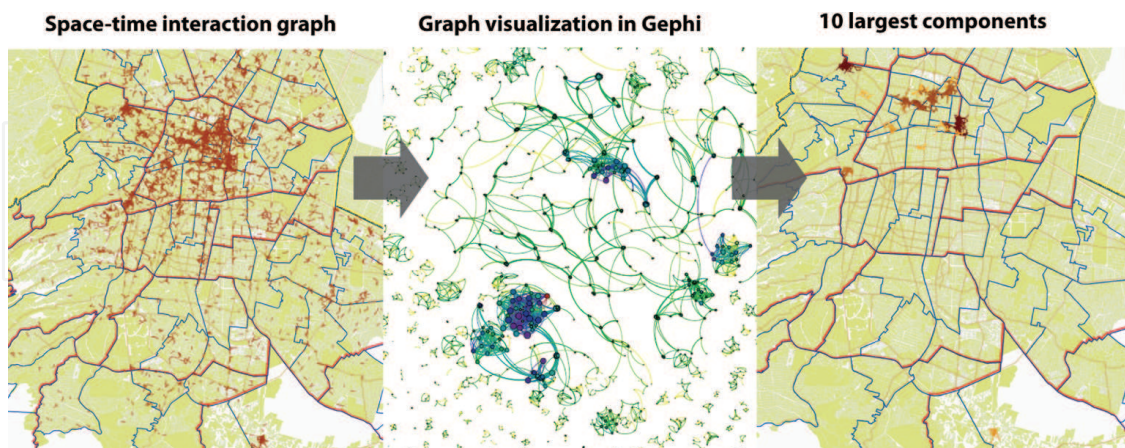 Space-time interaction graph
Graph visualization in Gephi
10 largest components